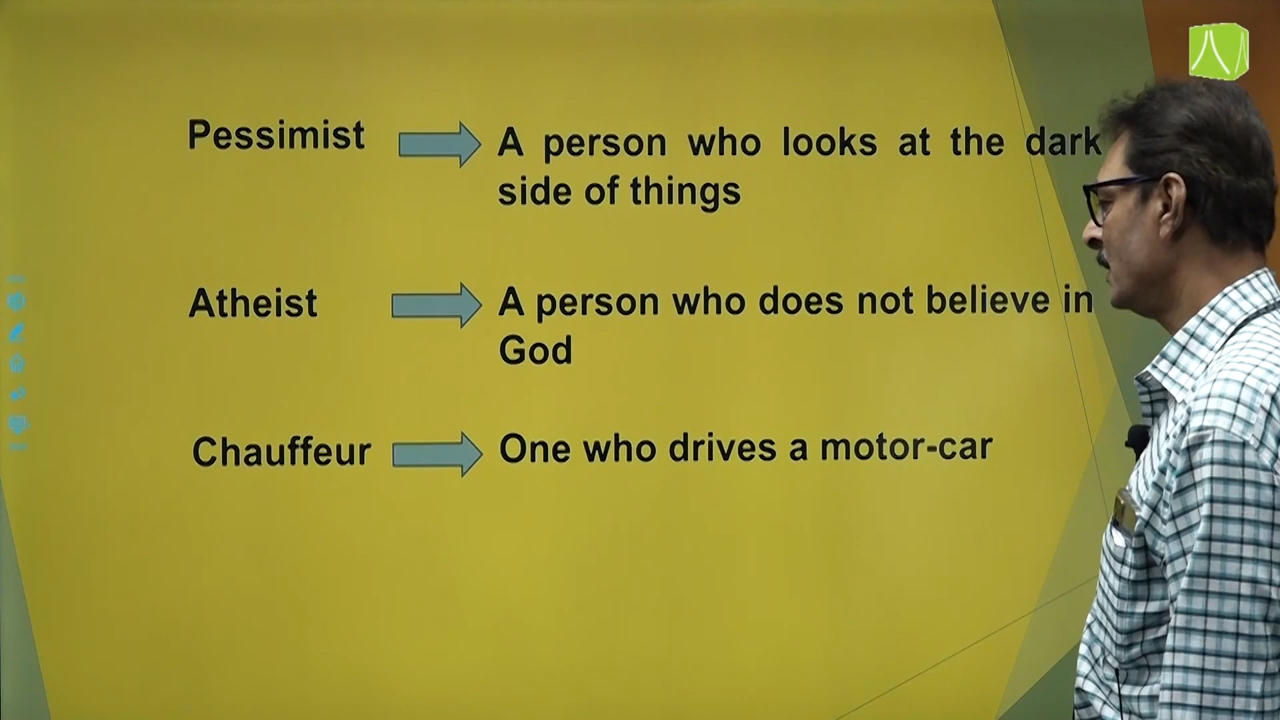 Pessimist
A person who looks at the dark
side of things
Atheist
A person who does not believe in
God
Chauffeur
One who drives a motor-car